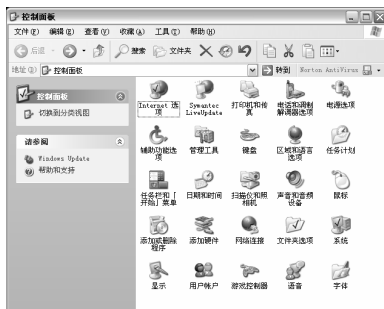 控制面板
文件(F) 编辑(E) 查看(V) 收藏(A) 工具(T) 帮助(H)
后退 搜索 文件夹
地址(D) 控制面板 转到 Norton AntiVirus
控制面板
切换到分类视图
请参阅
Windows Update
帮助和支持
Internet 选项
Symantec LiveUpdate
打印机和传真
电话和调制解调器选项
电源选项
辅助功能选项
管理工具
键盘
区域和语言选项
任务计划
任务栏和「开始」菜单
日期和时间
扫描仪和照相机
声音和音频设备
鼠标
添加或删除程序
添加硬件
网络连接
文件夹选项
系统
显示
用户帐户
游戏控制器
语音
字体